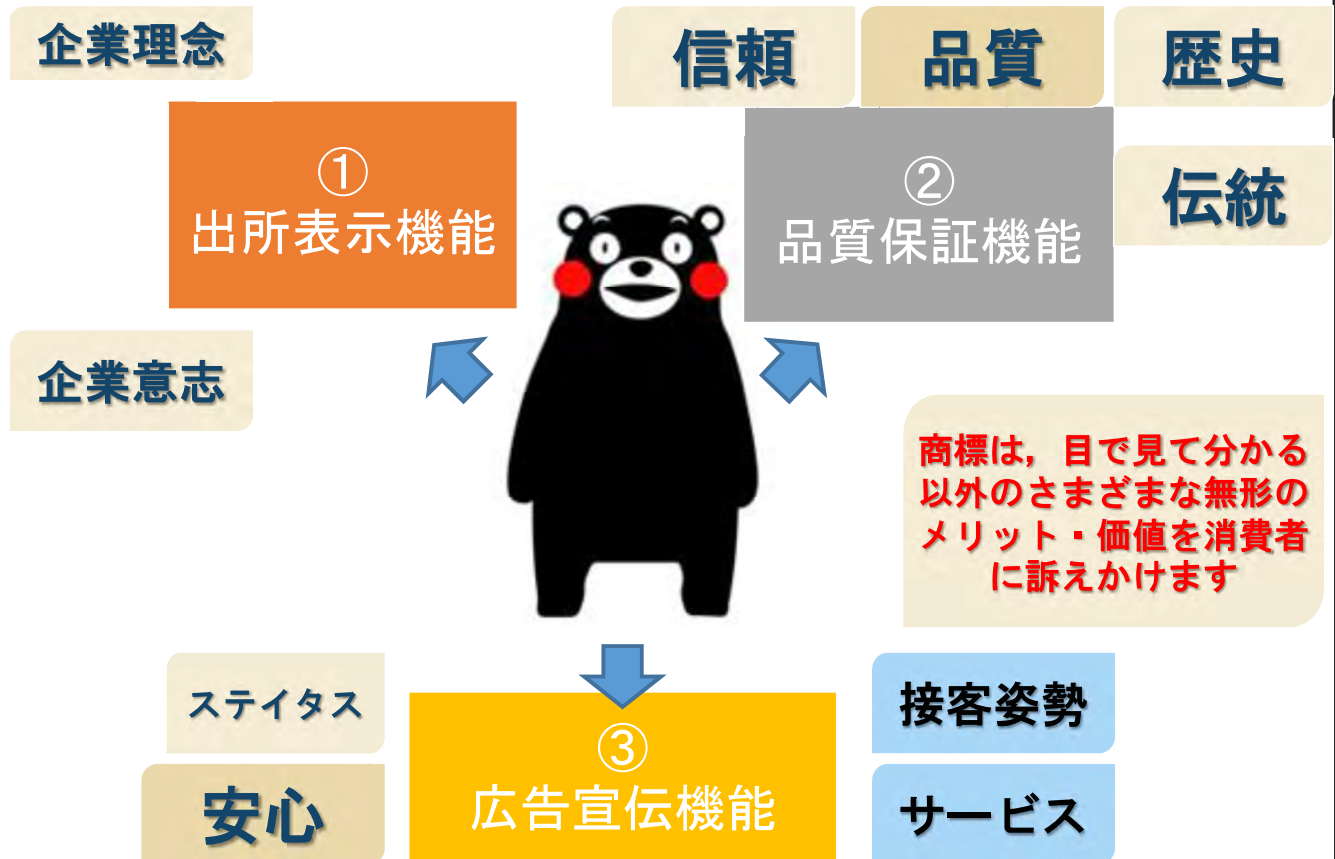 企業理念
信頼
品質
歴史
①
出所表示機能
②
品質保証機能
伝統
企業意志
商標は，目で見て分かる
以外のさまざまな無形の
メリット・価値を消費者
に訴えかけます
ステイタス
安心
③
広告宣伝機能
接客姿勢
サービス